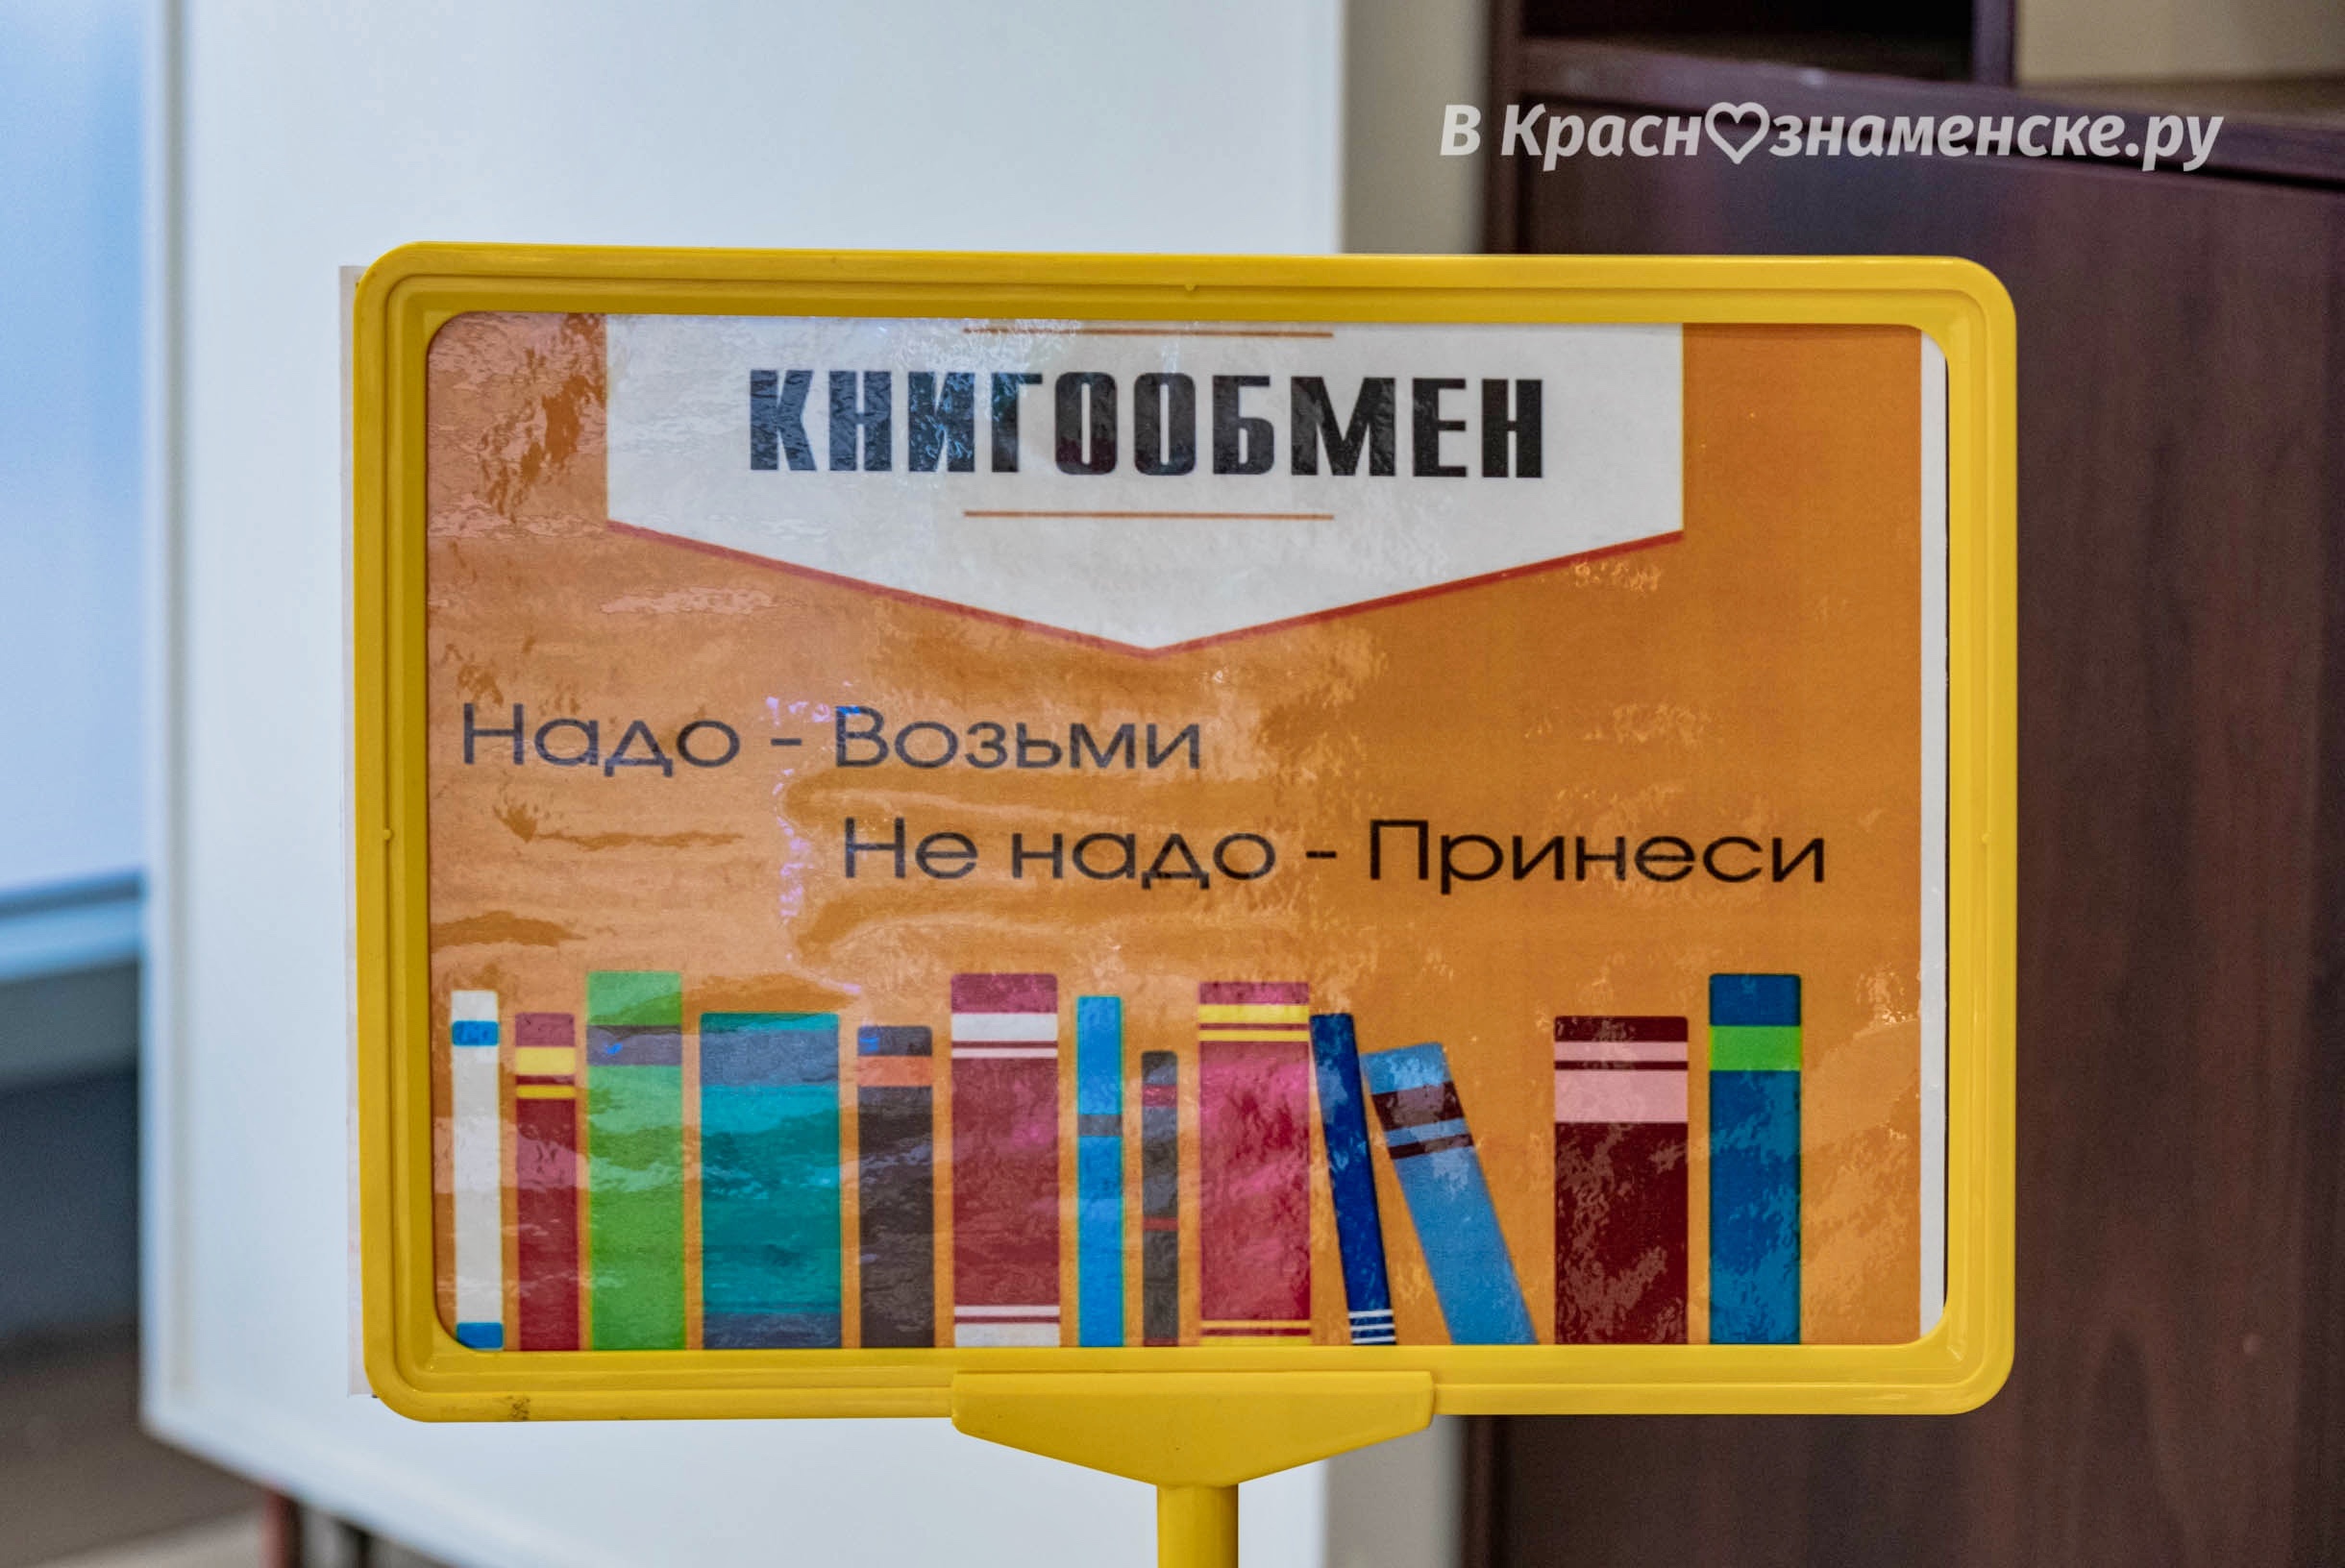 В Красн♡знаменске.ру
КНИГООБМЕН
Надо - Возьми
Не надо - Принеси